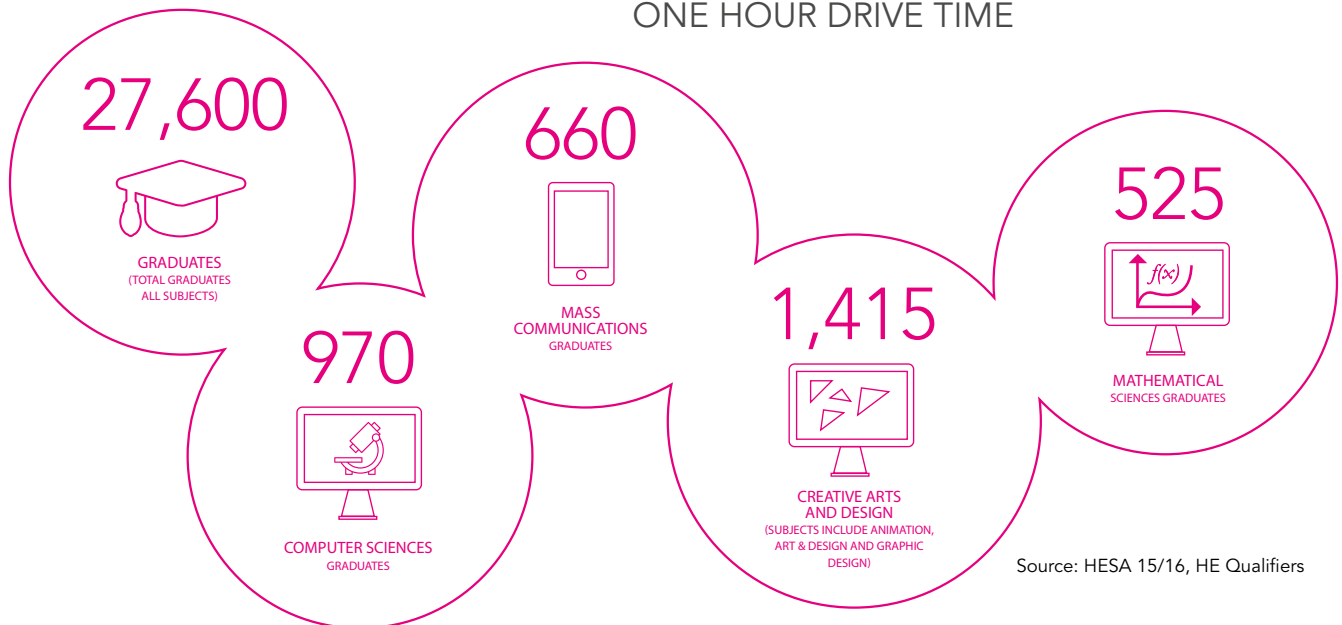 ONE HOUR DRIVE TIME
27,600
GRADUATES
(TOTAL GRADUATES
ALL SUBJECTS)
970
COMPUTER SCIENCES
GRADUATES
660
MASS
COMMUNICATIONS
GRADUATES
1,415
CREATIVE ARTS
AND DESIGN
(SUBJECTS INCLUDE ANIMATION,
ART & DESIGN AND GRAPHIC
DESIGN)
525
f(x)
MATHEMATICAL
SCIENCES GRADUATES
Source: HESA 15/16, HE Qualifiers